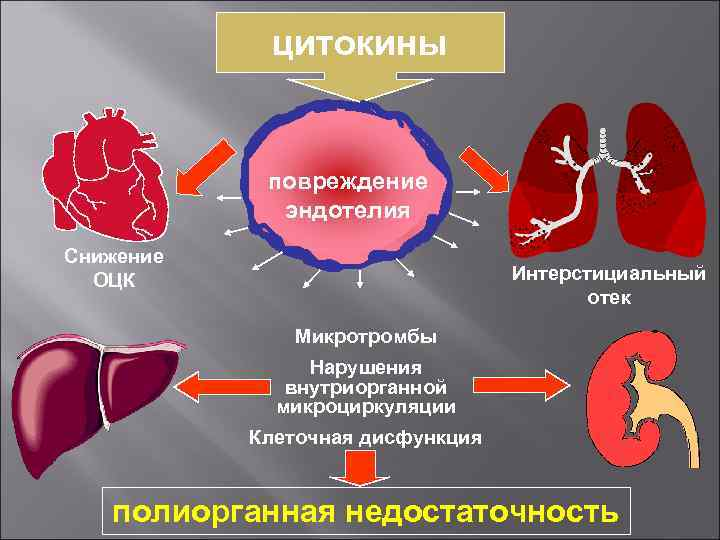 цитокины
повреждение
эндотелия
Снижение
ОЦК
Интерстициальный
отек
Микротромбы
Нарушения
внутриорганной
микроциркуляции
Клеточная дисфункция
полиорганная недостаточность